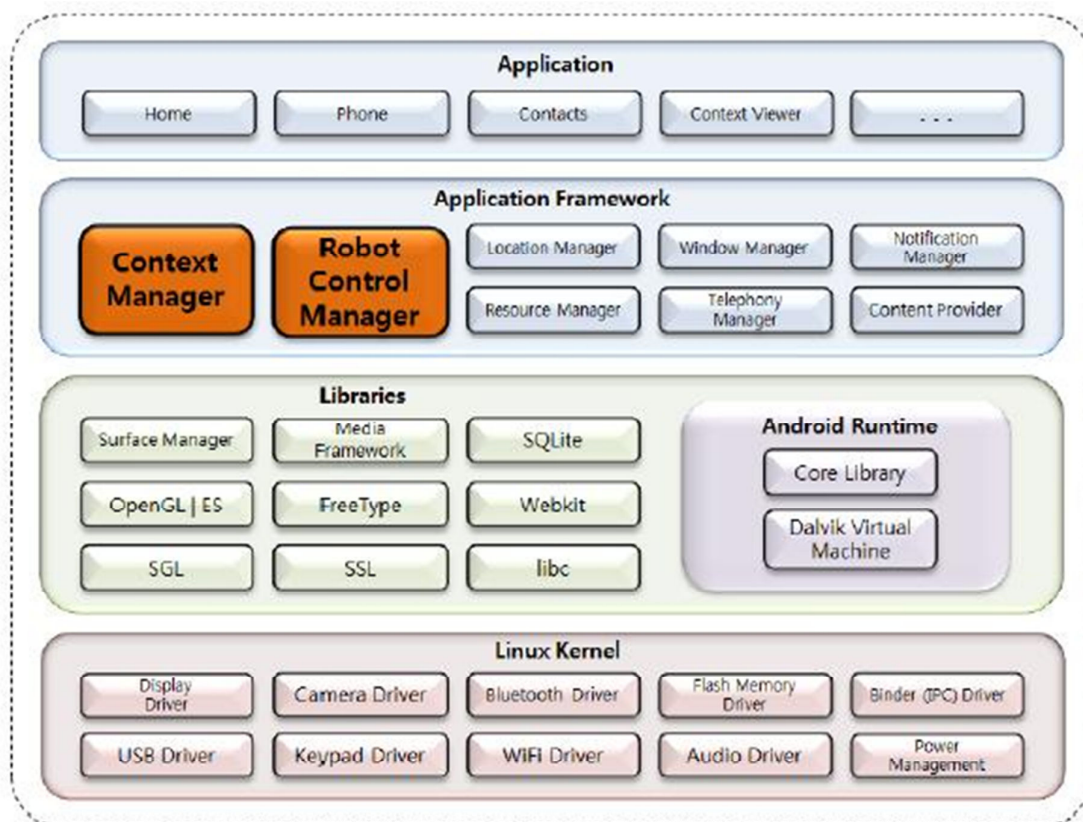 Application
Home
Phone
Contacts
Context Viewer
. . .
Application Framework
Context
Manager
Robot
Control
Manager
Location Manager
Window Manager
Notification
Manager
Resource Manager
Telephony
Manager
Content Provider
Libraries
Surface Manager
Media
Framework
SQLite
OpenGL | ES
FreeType
Webkit
SGL
SSL
libc
Android Runtime
Core Library
Dalvik Virtual
Machine
Linux Kernel
Display
Driver
Camera Driver
Bluetooth Driver
Flash Memory
Driver
Binder (IPC) Driver
USB Driver
Keypad Driver
WiFi Driver
Audio Driver
Power
Management